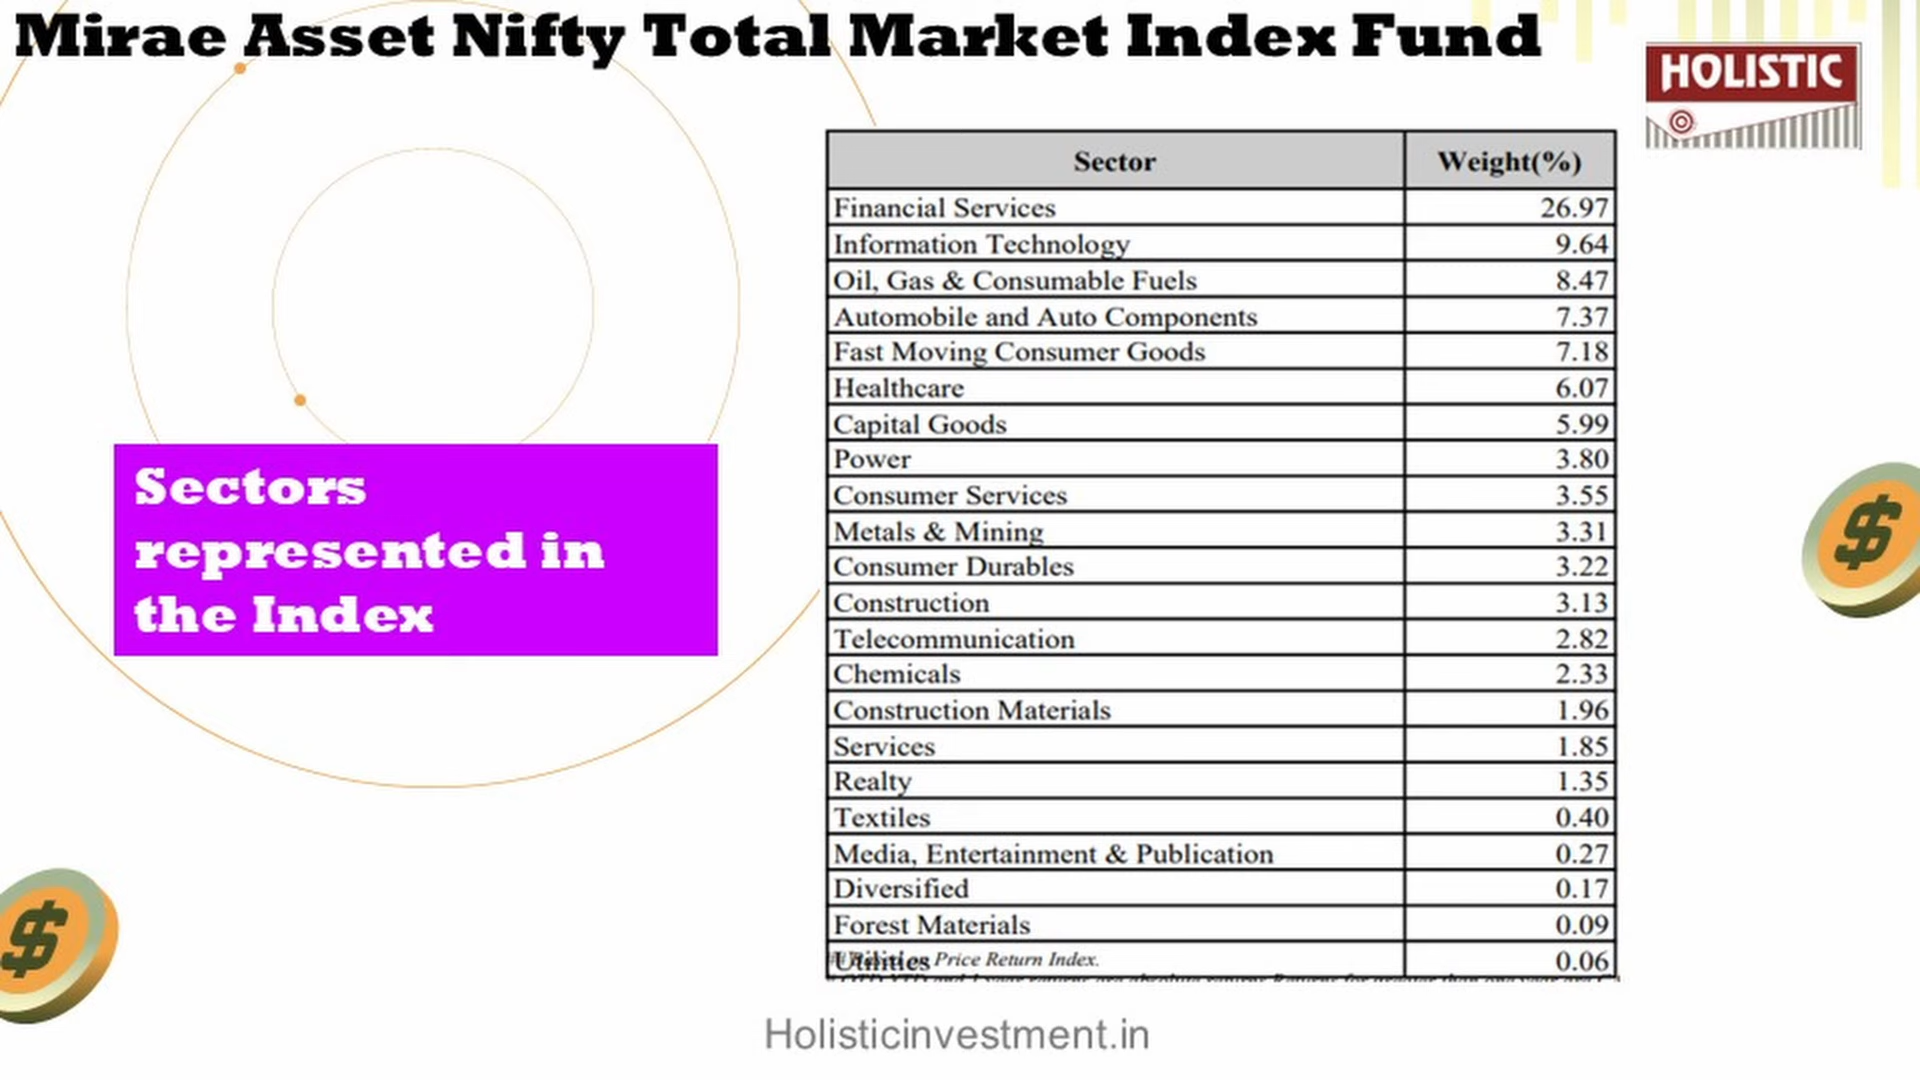 Mirae Asset Nifty Total Market Index Fund
HOLISTIC
Sectors
represented in
the Index
Sector Weight(%)
Financial Services 26.97
Information Technology 9.64
Oil, Gas & Consumable Fuels 8.47
Automobile and Auto Components 7.37
Fast Moving Consumer Goods 7.18
Healthcare 6.07
Capital Goods 5.99
Power 3.80
Consumer Services 3.55
Metals & Mining 3.31
Consumer Durables 3.22
Construction 3.13
Telecommunication 2.82
Chemicals 2.33
Construction Materials 1.96
Services 1.85
Realty 1.35
Textiles 0.40
Media, Entertainment & Publication 0.27
Diversified 0.17
Forest Materials 0.09
Utilities 0.06
Price Return Index.
$
$
Holisticinvestment.in